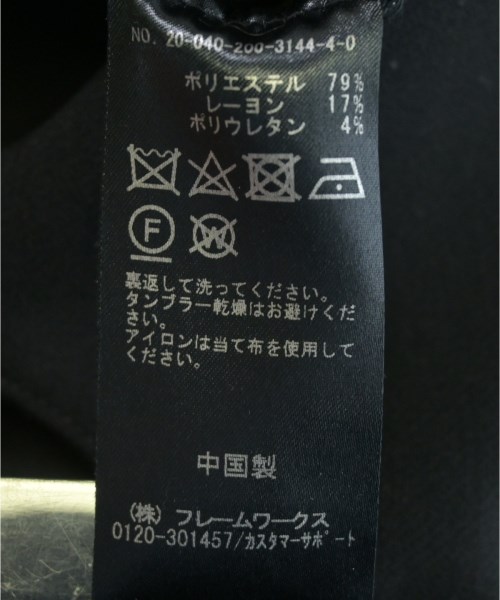 NO. 20-040-200-3144-4-0
ポリエステル 79%
レーヨン 17%
ポリウレタン 4%
F
W
裏返して洗ってください。
タンブラー乾燥はお避けくだ
さい。
アイロンは当て布を使用して
ください。
中国製
(株) フレームワークス
0120-301457/カスタマーサポート